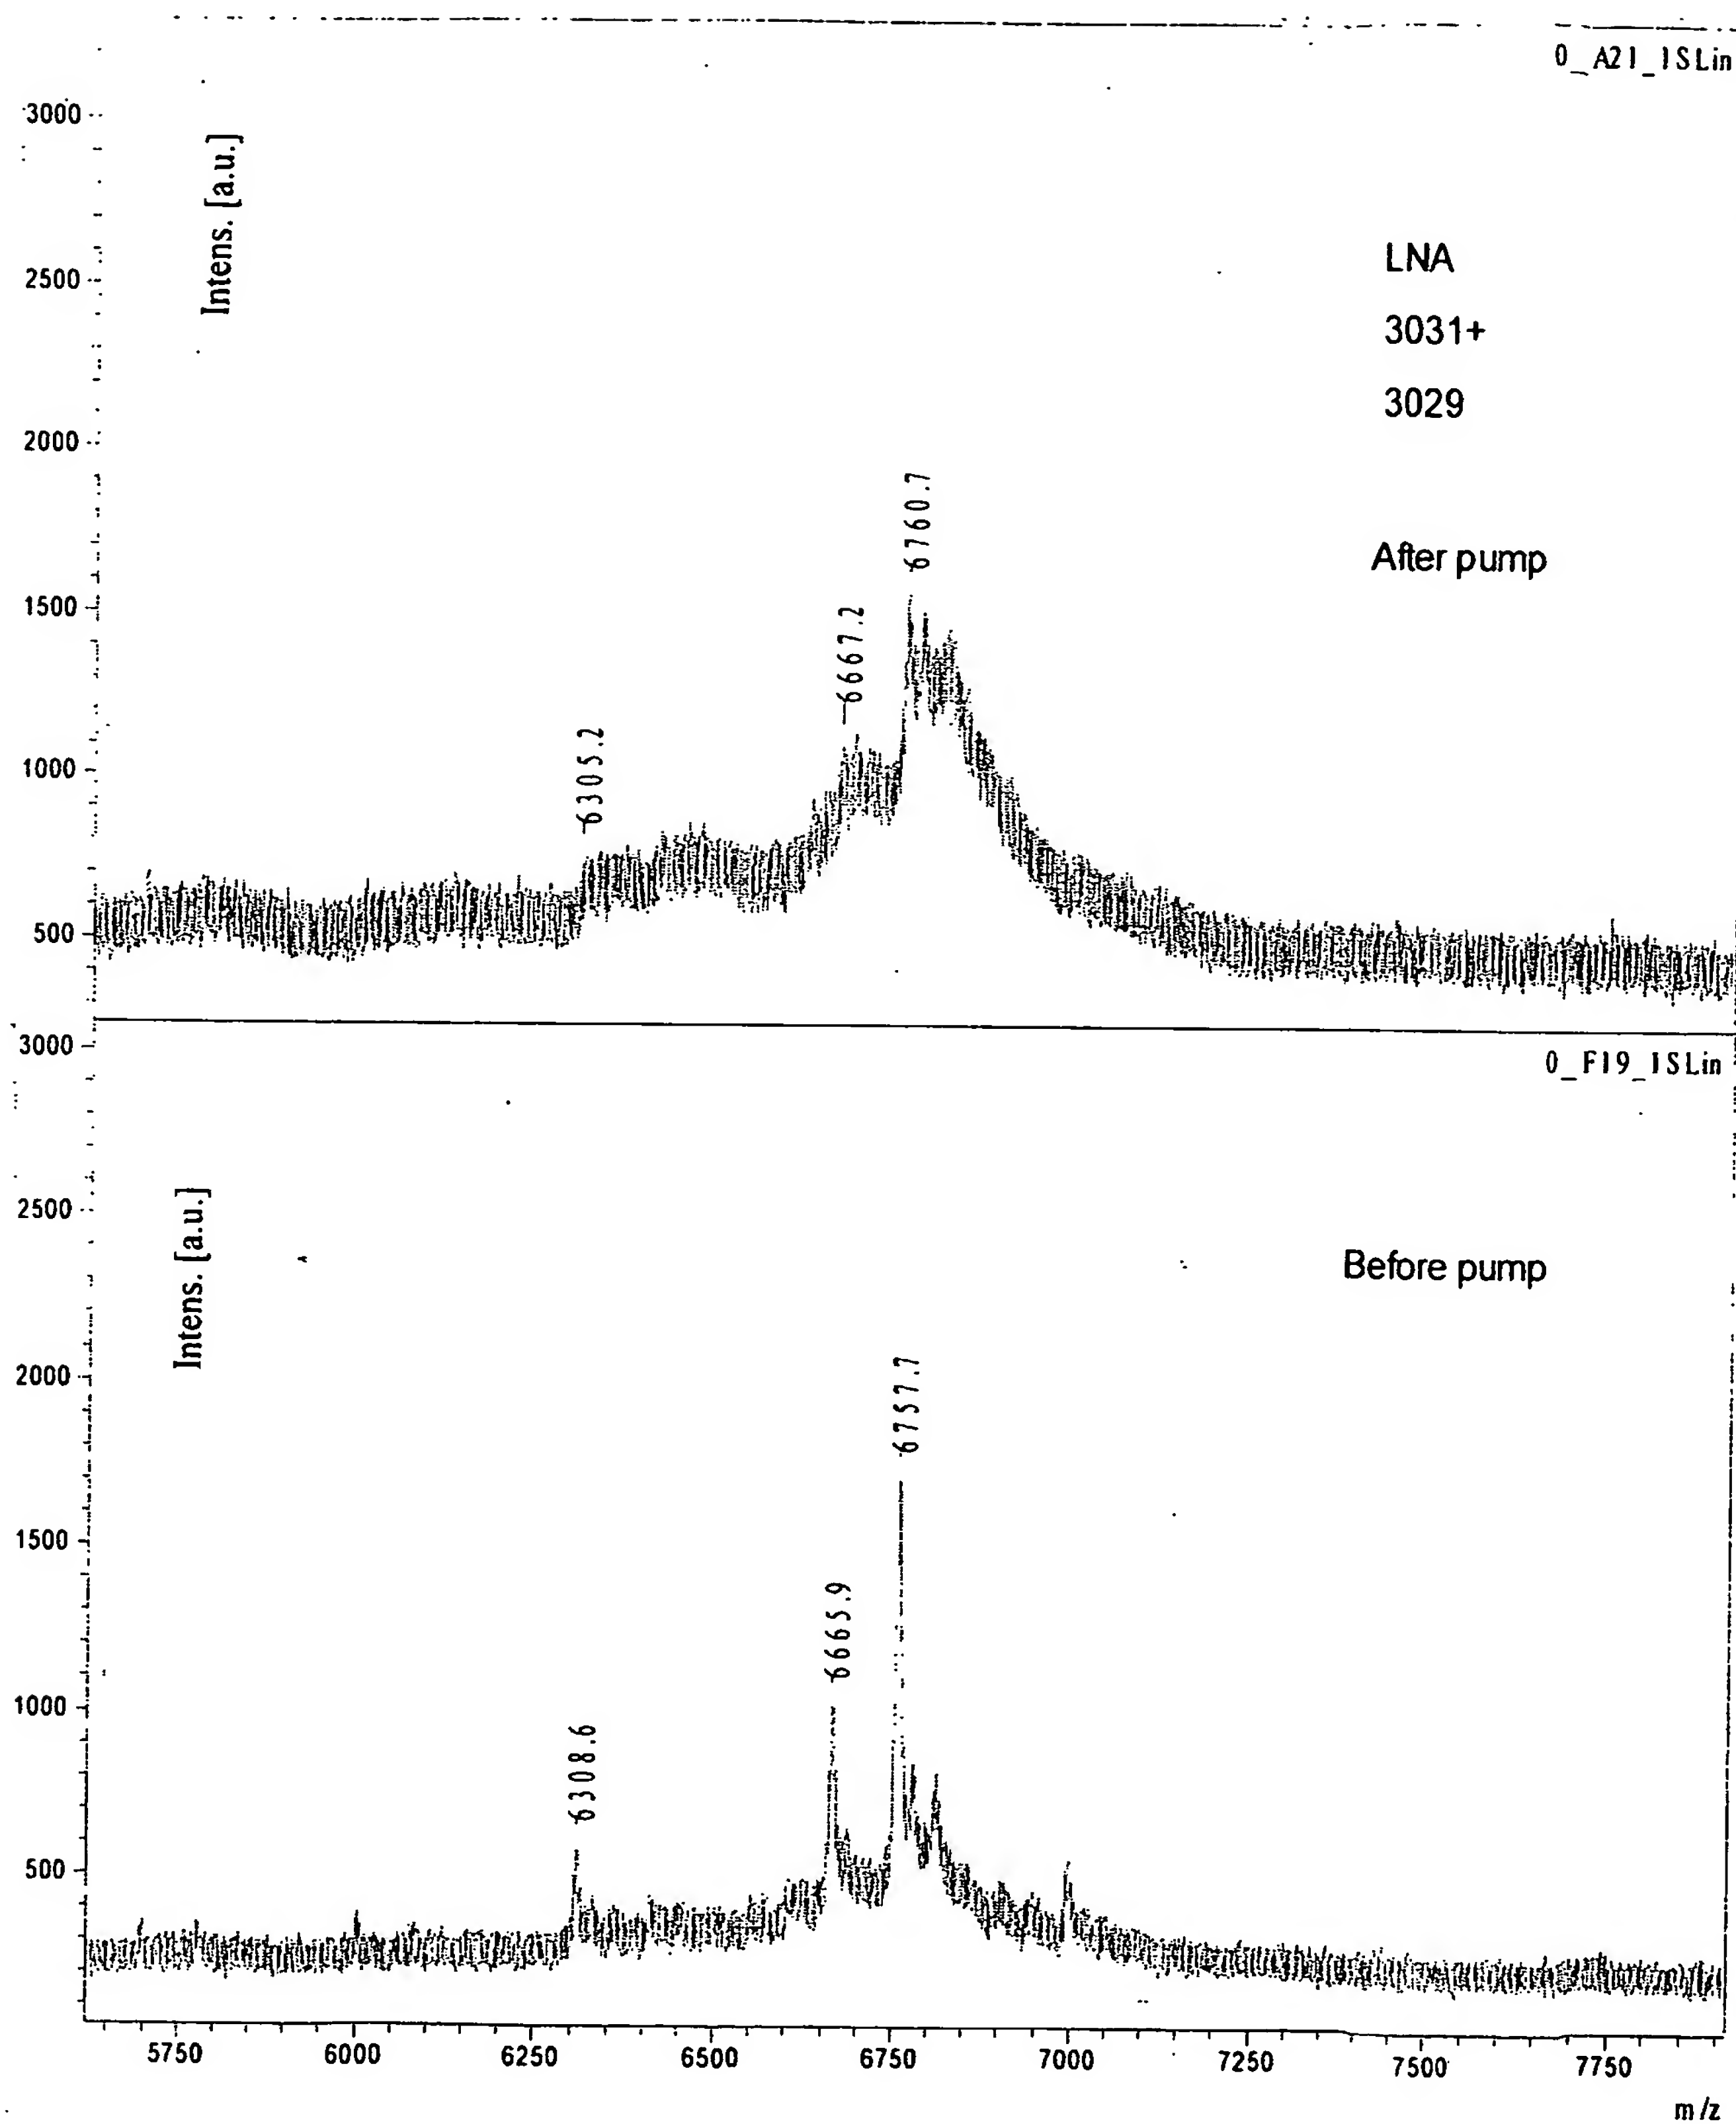 0_A21_1SLin
3000
Intens. [a.u.]
2500
LNA
3031+
3029
2000
6760.7
After pump
1500
6667.2
6305.2
1000
500
3000
0_F19_1SLin
2500
Intens. [a.u.]
Before pump
2000
6757.7
1500
6665.9
1000
6308.6
500
5750 6000 6250 6500 6750 7000 7250 7500 7750
m/z